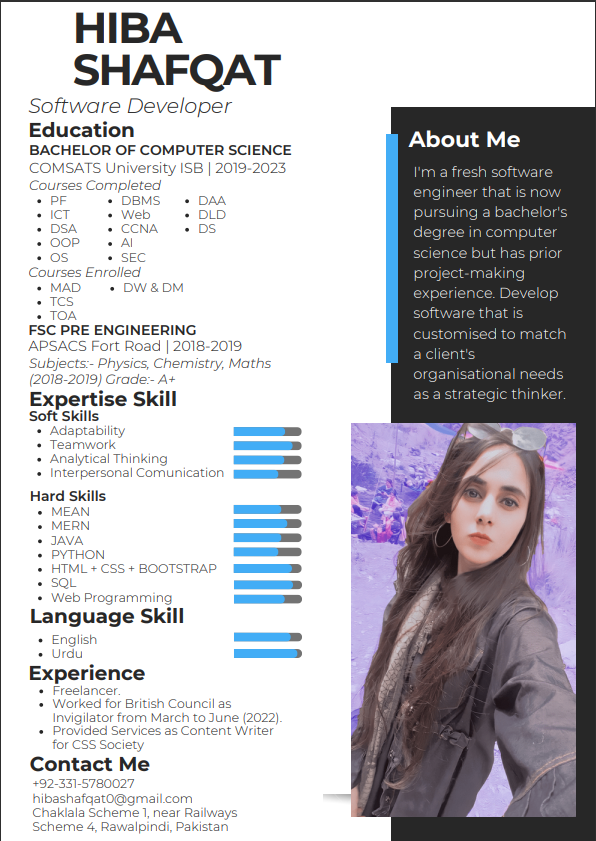 HIBA
SHAFQAT
Software Developer
Education
BACHELOR OF COMPUTER SCIENCE
COMSATS University ISB | 2019-2023
Courses Completed
• PF • DBMS • DAA
• ICT • Web • DLD
• DSA • CCNA • DS
• OOP • AI
• OS • SEC
Courses Enrolled
• MAD • DW & DM
• TCS
• TOA
FSC PRE ENGINEERING
APSACS Fort Road | 2018-2019
Subjects:- Physics, Chemistry, Maths
(2018-2019) Grade:- A+
Expertise Skill
Soft Skills
• Adaptability
• Teamwork
• Analytical Thinking
• Interpersonal Comunication
Hard Skills
• MEAN
• MERN
• JAVA
• PYTHON
• HTML + CSS + BOOTSTRAP
• SQL
• Web Programming
Language Skill
• English
• Urdu
Experience
• Freelancer.
• Worked for British Council as
Invigilator from March to June (2022).
• Provided Services as Content Writer
for CSS Society
Contact Me
+92-331-5780027
hibashafqat0@gmail.com
Chaklala Scheme 1, near Railways
Scheme 4, Rawalpindi, Pakistan
About Me
I'm a fresh software
engineer that is now
pursuing a bachelor's
degree in computer
science but has prior
project-making
experience. Develop
software that is
customised to match
a client's
organisational needs
as a strategic thinker.